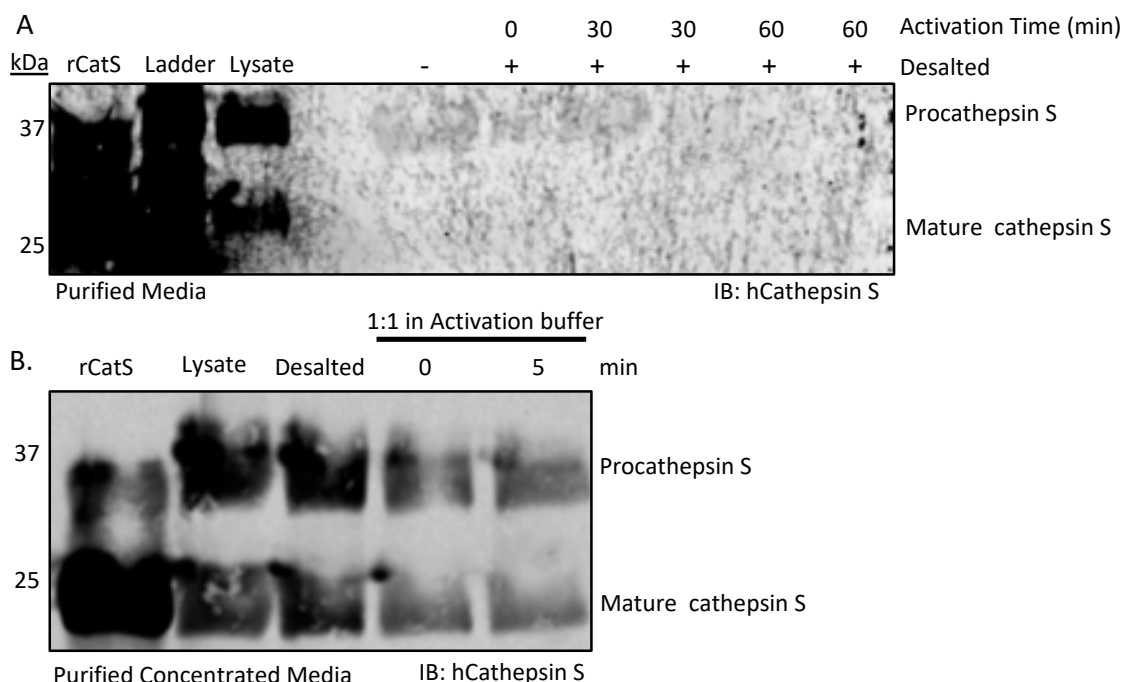 A
0 30 30 60 60 Activation Time (min)
kDa rCatS Ladder Lysate - + + + + + Desalted
37 Procathepsin S
Mature cathepsin S
25
Purified Media IB: hCathepsin S
1:1 in Activation buffer
B. rCatS Lysate Desalted 0 5 min
37 Procathepsin S
25
Mature cathepsin S
Purified Concentrated Media IB: hCathepsin S